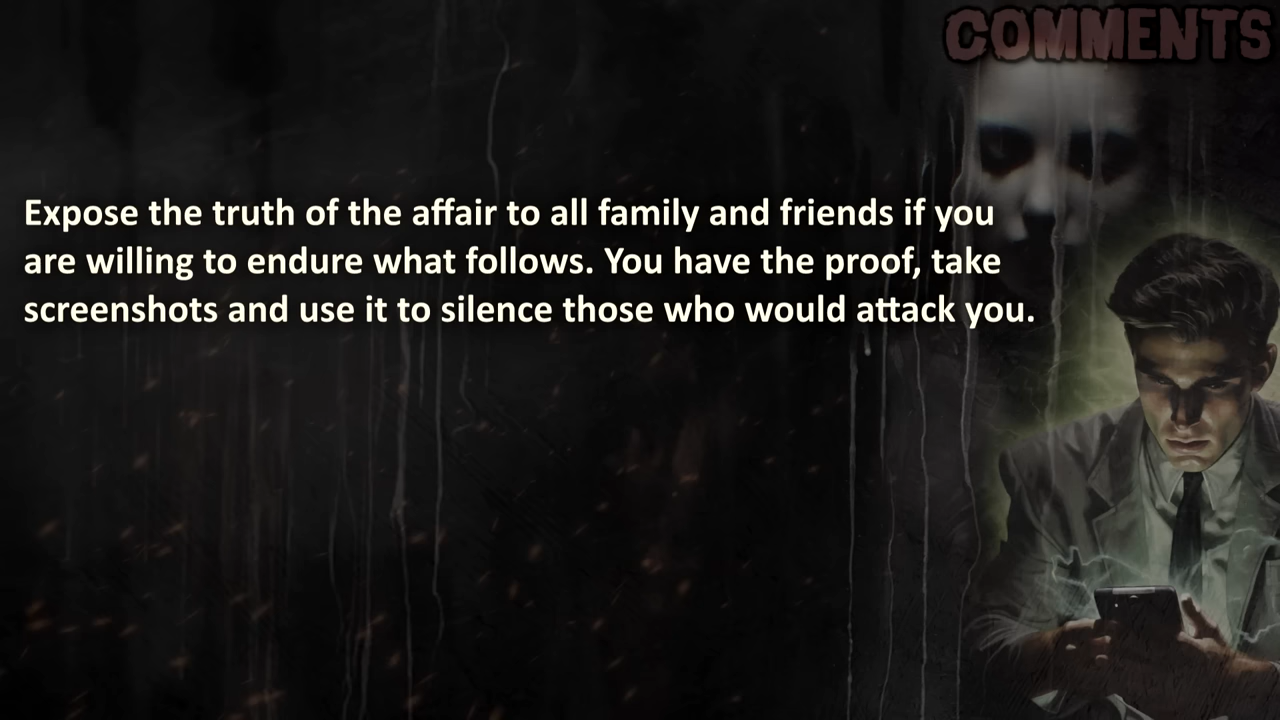 COMMENTS
Expose the truth of the affair to all family and friends if you
are willing to endure what follows. You have the proof, take
screenshots and use it to silence those who would attack you.